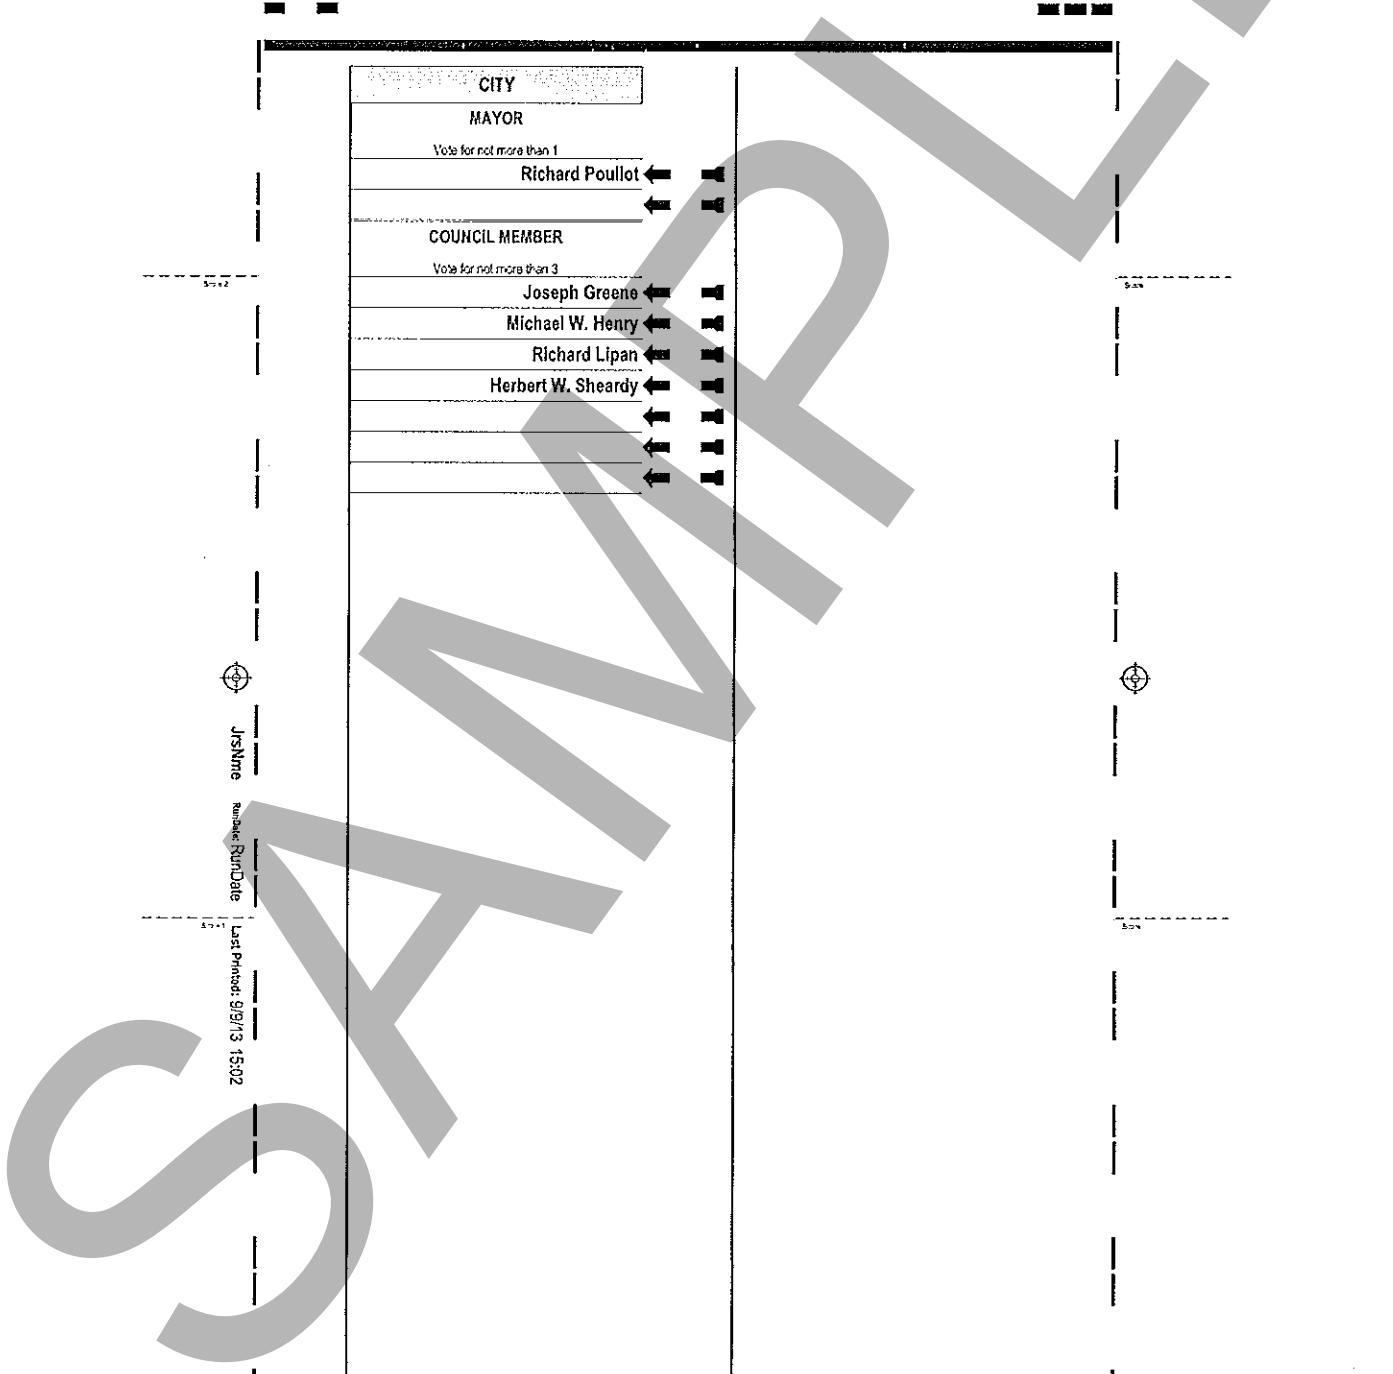 CITY
MAYOR
Vote for not more than 1
Richard Poullot
COUNCIL MEMBER
Vote for not more than 3
Joseph Greene
Michael W. Henry
Richard Lipan
Herbert W. Sheardy
JrsNme RunDate: RunDate Last Printed: 9/9/13 15:02
SAMPL